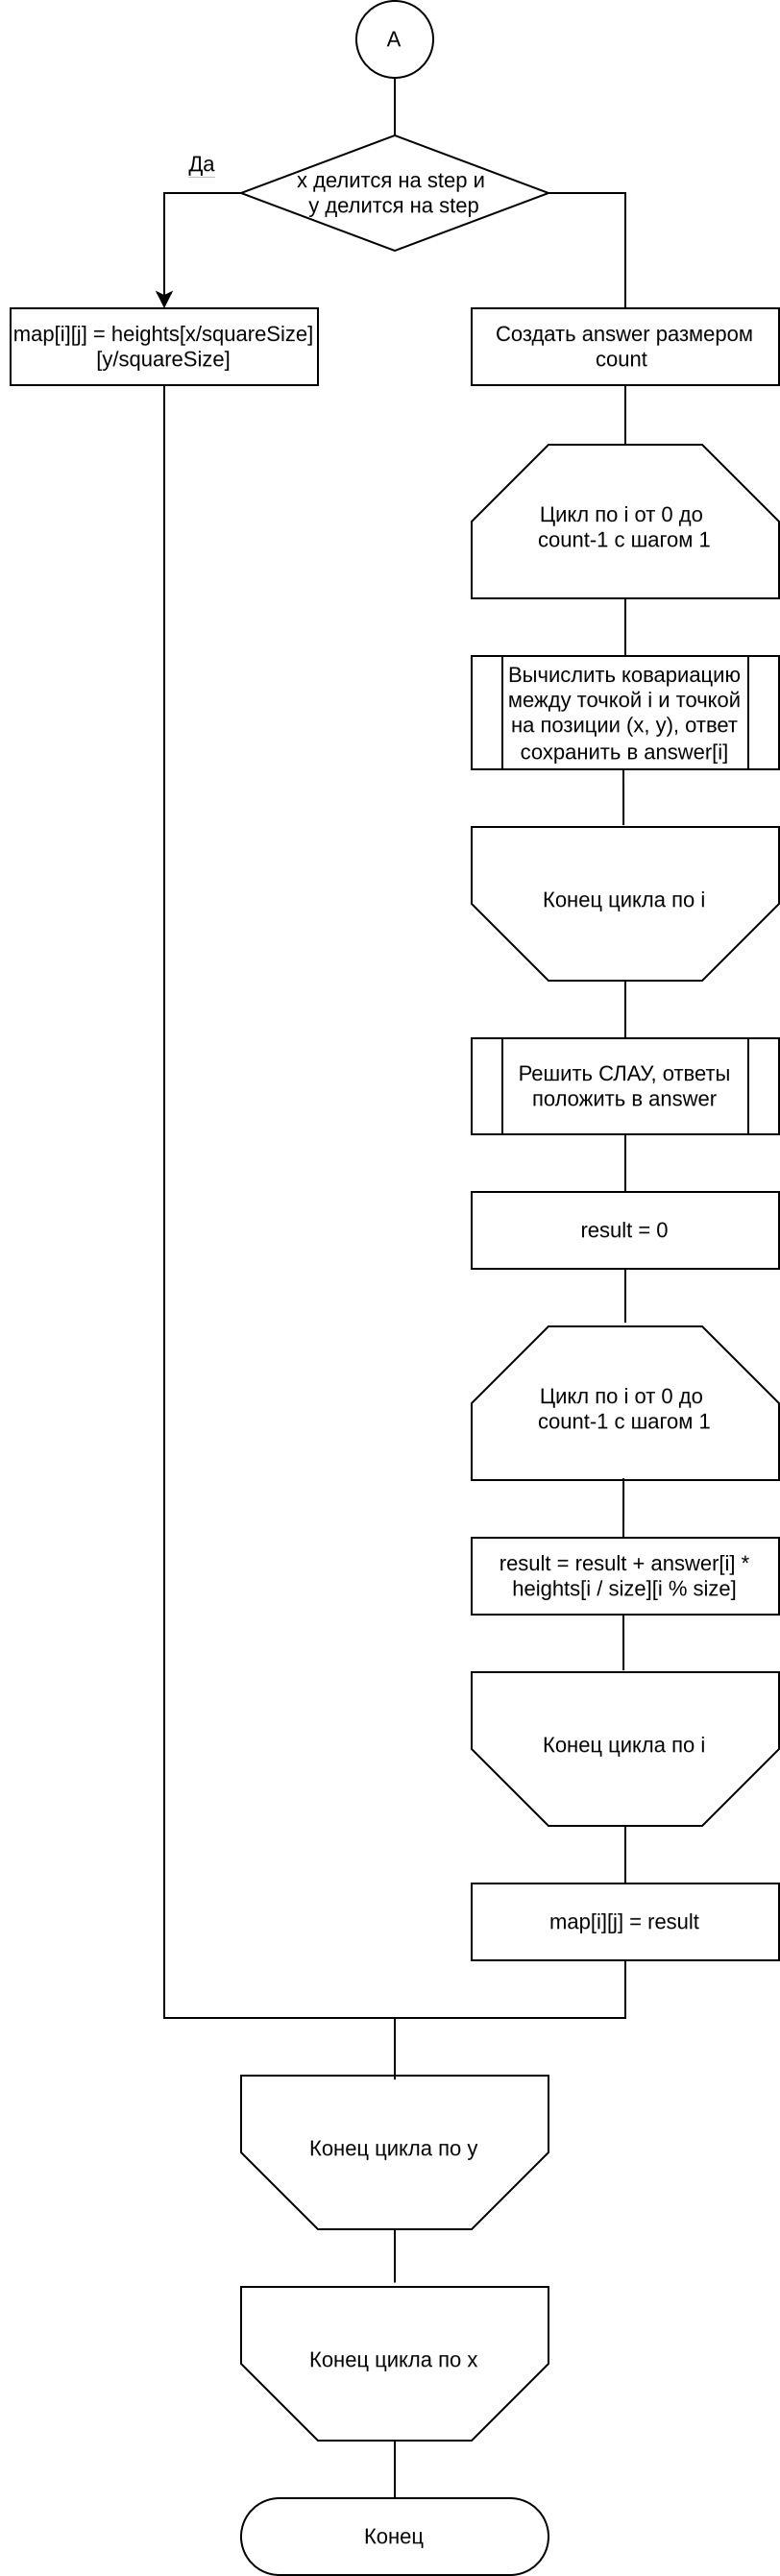 A
x делится на step и
y делится на step
Да
map[i][j] = heights[x/squareSize]
[y/squareSize]
Создать answer размером
count
Цикл по i от 0 до
count-1 с шагом 1
Вычислить ковариацию
между точкой i и точкой
на позиции (x, y), ответ
сохранить в answer[i]
Конец цикла по i
Решить СЛАУ, ответы
положить в answer
result = 0
Цикл по i от 0 до
count-1 с шагом 1
result = result + answer[i] *
heights[i / size][i % size]
Конец цикла по i
map[i][j] = result
Конец цикла по y
Конец цикла по x
Конец